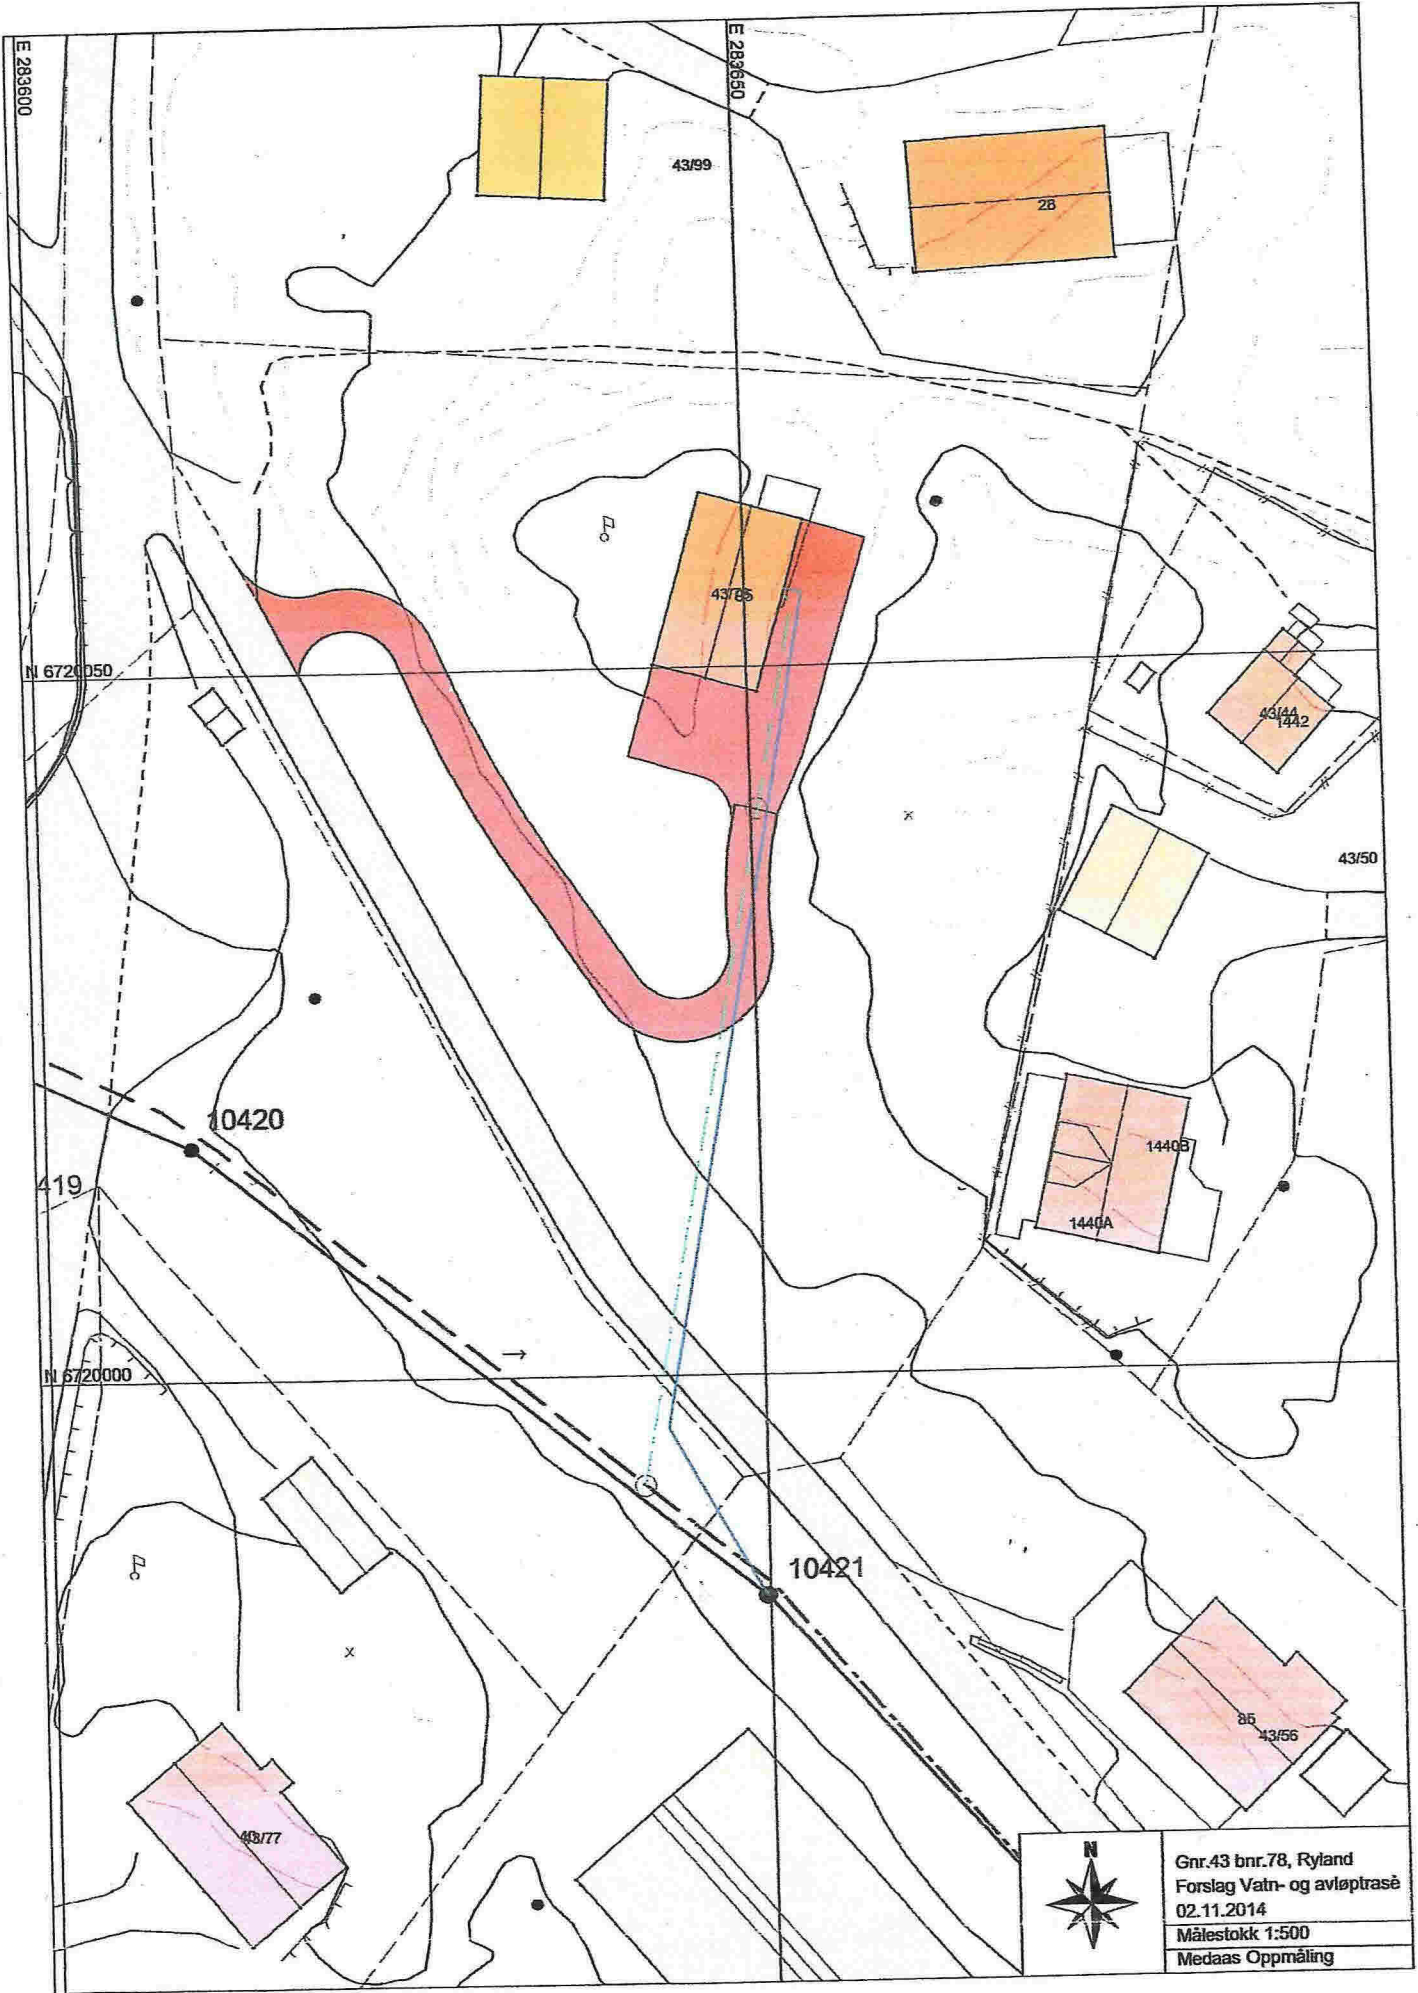 E 283600
E 283650
43/99
28
N 6720050
43/44
1442
43/50
10420
419
1440B
1440A
N 6720000
10421
85
43/56
43/77
N
Gnr.43 bnr.78, Ryland
Forslag Vatn- og avløptrasè
02.11.2014
Målestokk 1:500
Medaas Oppmåling